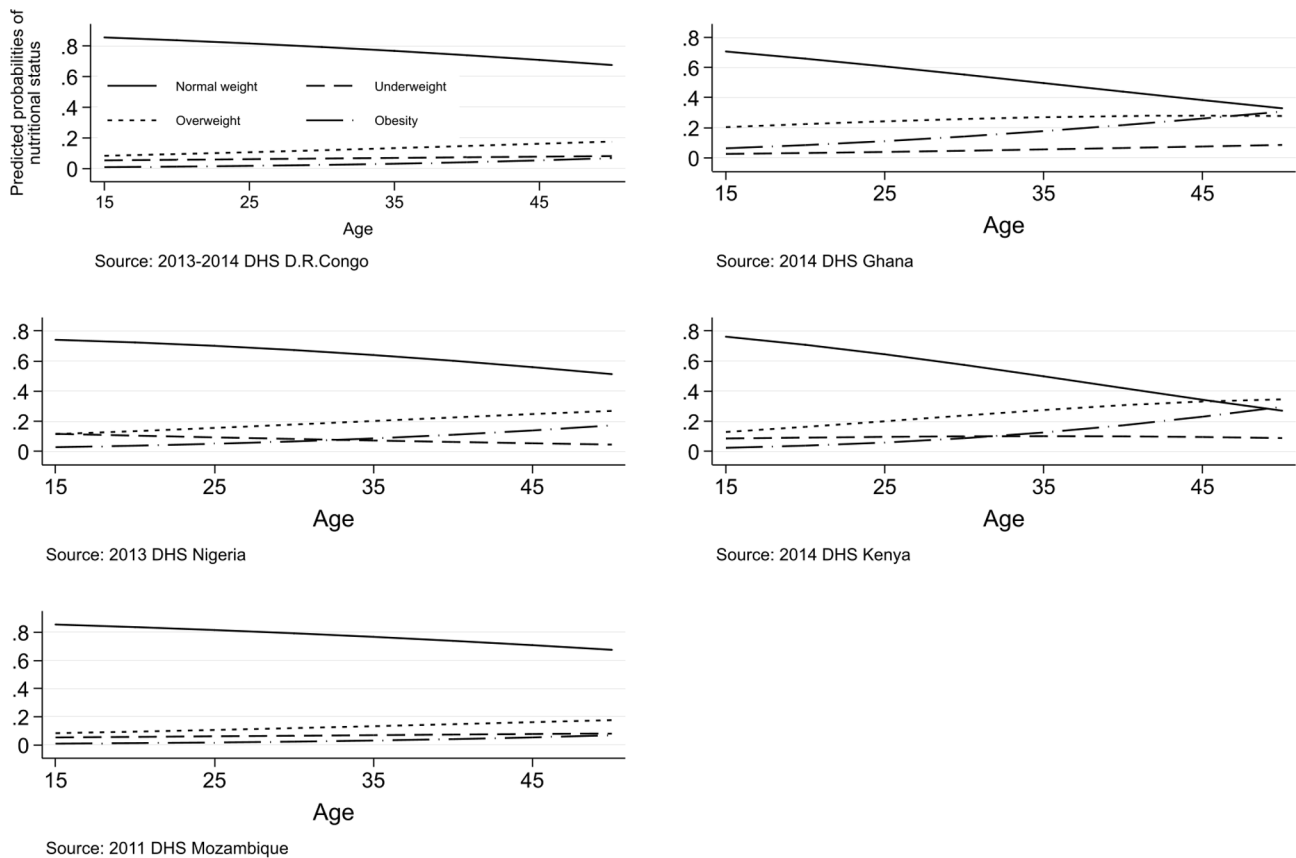 Predicted probabilities of
nutritional status
.8
.6
.4
.2
0
Normal weight
Underweight
Overweight
Obesity
15
25
35
45
Age
Source: 2013-2014 DHS D.R.Congo
.8
.6
.4
.2
0
15
25
35
45
Age
Source: 2014 DHS Ghana
.8
.6
.4
.2
0
15
25
35
45
Age
Source: 2013 DHS Nigeria
.8
.6
.4
.2
0
15
25
35
45
Age
Source: 2014 DHS Kenya
.8
.6
.4
.2
0
15
25
35
45
Age
Source: 2011 DHS Mozambique